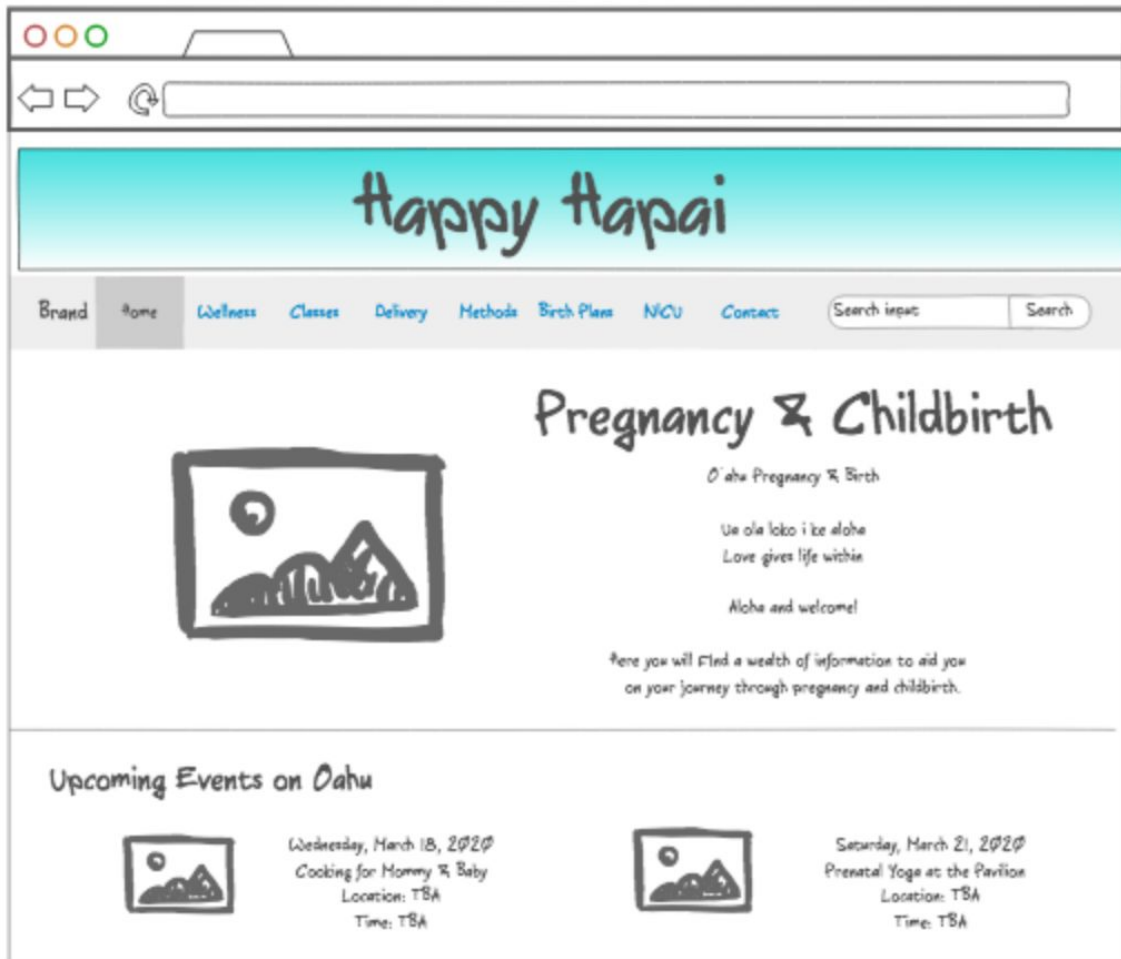 Happy Hapai
Brand Home Wellness Classes Delivery Methods Birth Plans NICU Contact Search input Search
Pregnancy & Childbirth
O'ahu Pregnancy & Birth
Ua ola loko i ke aloha
Love gives life within
Aloha and welcome!
Here you will find a wealth of information to aid you
on your journey through pregnancy and childbirth.
Upcoming Events on Oahu
Wednesday, March 18, 2020
Cooking for Mommy & Baby
Location: TBA
Time: TBA
Saturday, March 21, 2020
Prenatal Yoga at the Pavilion
Location: TBA
Time: TBA